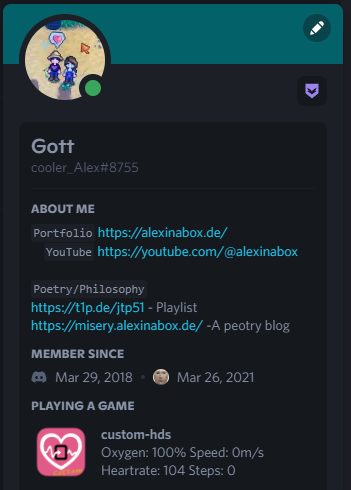 Gott
cooler_Alex#8755
ABOUT ME
Portfolio https://alexinabox.de/
YouTube https://youtube.com/@alexinabox
Poetry/Philosophy
https://t1p.de/jtp51 - Playlist
https://misery.alexinabox.de/ -A peotry blog
MEMBER SINCE
Mar 29, 2018 • Mar 26, 2021
PLAYING A GAME
custom-hds
Oxygen: 100% Speed: 0m/s
Heartrate: 104 Steps: 0